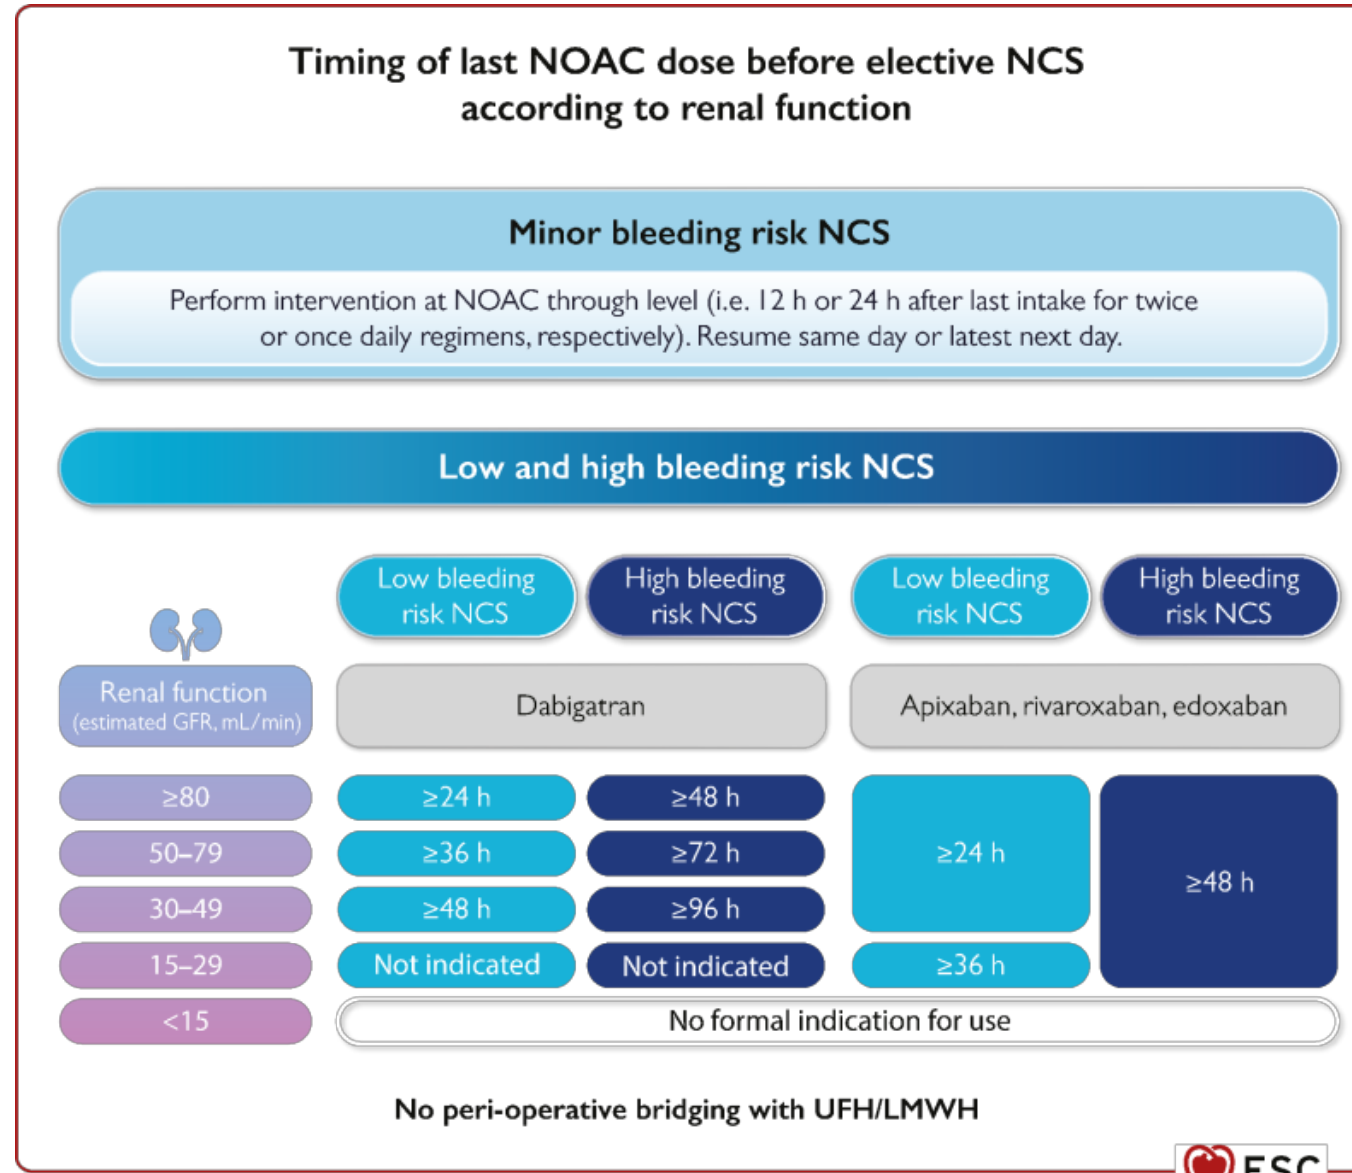 Timing of last NOAC dose before elective NCS
according to renal function
Minor bleeding risk NCS
Perform intervention at NOAC through level (i.e. 12 h or 24 h after last intake for twice
or once daily regimens, respectively). Resume same day or latest next day.
Low and high bleeding risk NCS
Low bleeding
risk NCS
High bleeding
risk NCS
Low bleeding
risk NCS
High bleeding
risk NCS
Renal function
(estimated GFR, mL/min)
Dabigatran
Apixaban, rivaroxaban, edoxaban
≥80
≥24 h
≥48 h
50–79
≥36 h
≥72 h
≥24 h
≥48 h
30–49
≥48 h
≥96 h
15–29
Not indicated
Not indicated
≥36 h
<15
No formal indication for use
No peri-operative bridging with UFH/LMWH
ESC